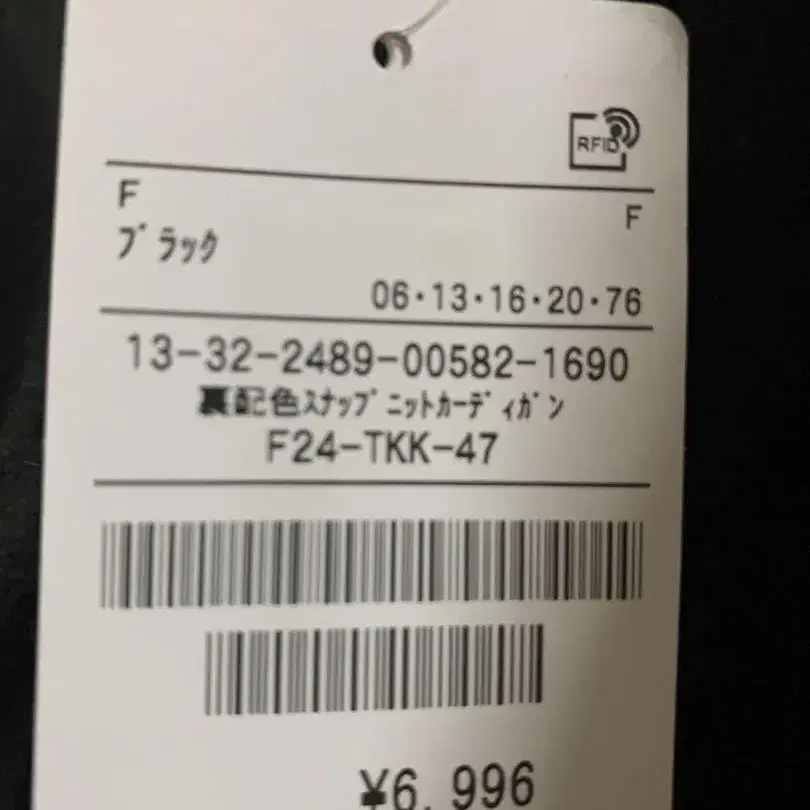 RFID
F
F
ブラック
06・13・16・20・76
13-32-2489-00582-1690
裏配色スナップニットカーディガン
F24-TKK-47
¥6,996